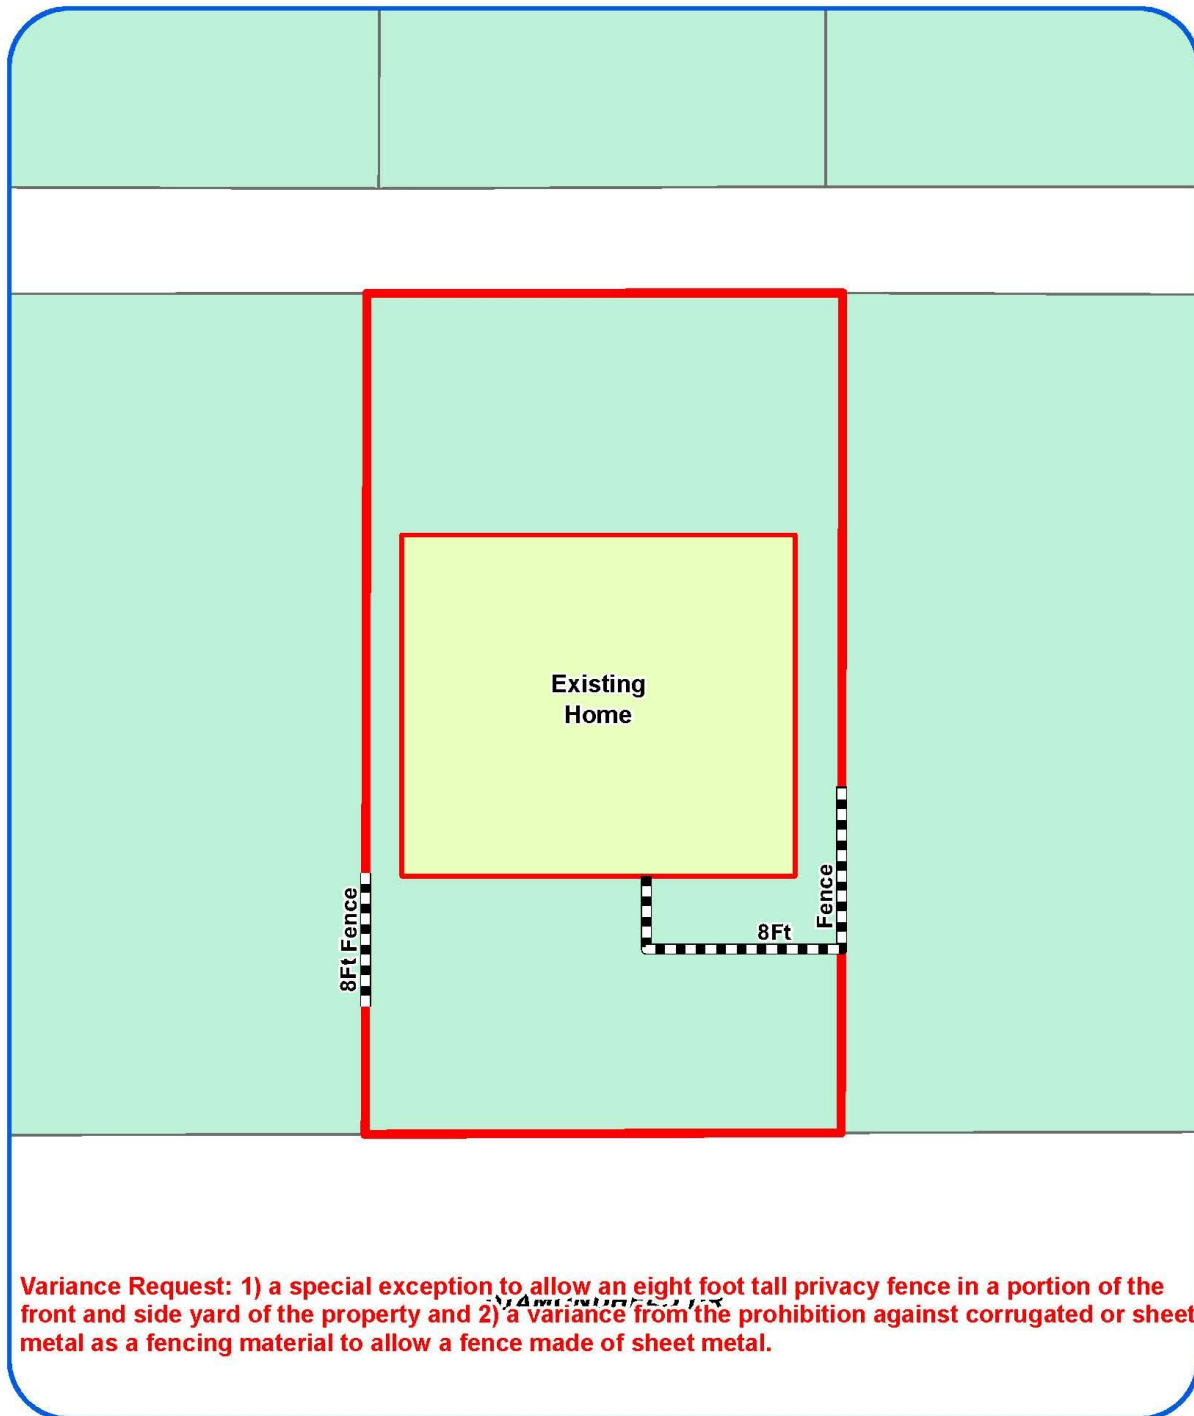 Existing
Home
8Ft Fence
Fence
8Ft
Variance Request: 1) a special exception to allow an eight foot tall privacy fence in a portion of the
front and side yard of the property and 2) a variance from the prohibition against corrugated or sheet
metal as a fencing material to allow a fence made of sheet metal.